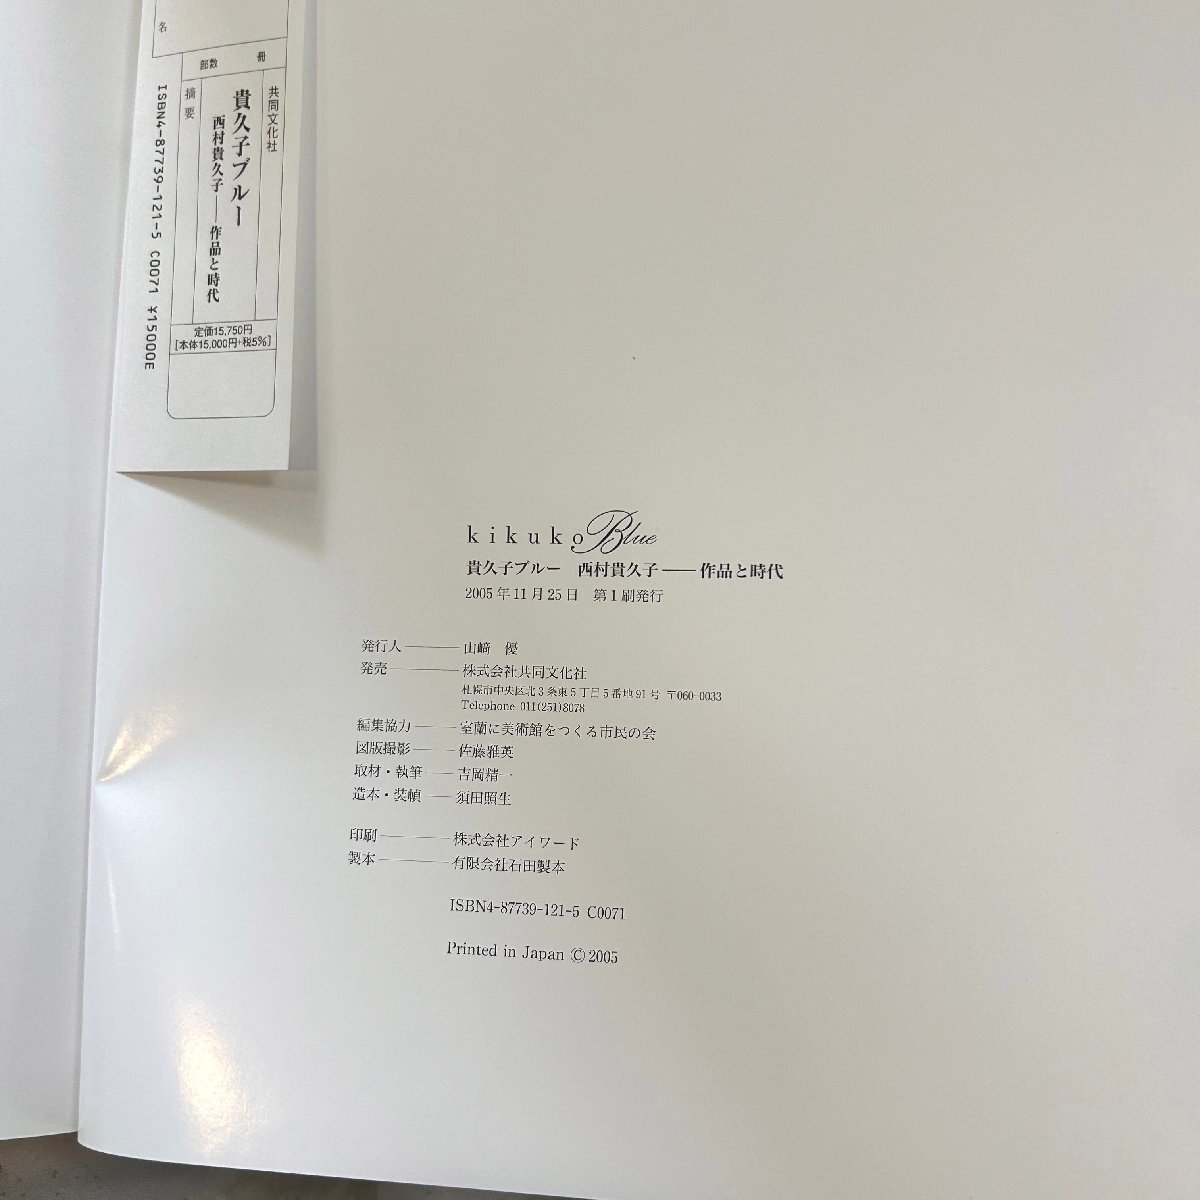 名
部数 冊
共同文化社
摘要
貴久子ブルー
西村貴久子――作品と時代
定価15,750円
[本体15,000円+税5%]
ISBN4-87739-121-5 C0071 ¥15000E
kikuko Blue
貴久子ブルー 西村貴久子――作品と時代
2005年11月25日 第1刷発行
発行人――山﨑 優
発売――株式会社共同文化社
札幌市中央区北3条東5丁目5番地91号 〒060-0033
Telephone 011(251)8078
編集協力――室蘭に美術館をつくる市民の会
図版撮影――佐藤雅英
取材・執筆――吉岡精一
造本・装幀――須田照生
印刷――株式会社アイワード
製本――有限会社石田製本
ISBN4-87739-121-5 C0071
Printed in Japan ©2005